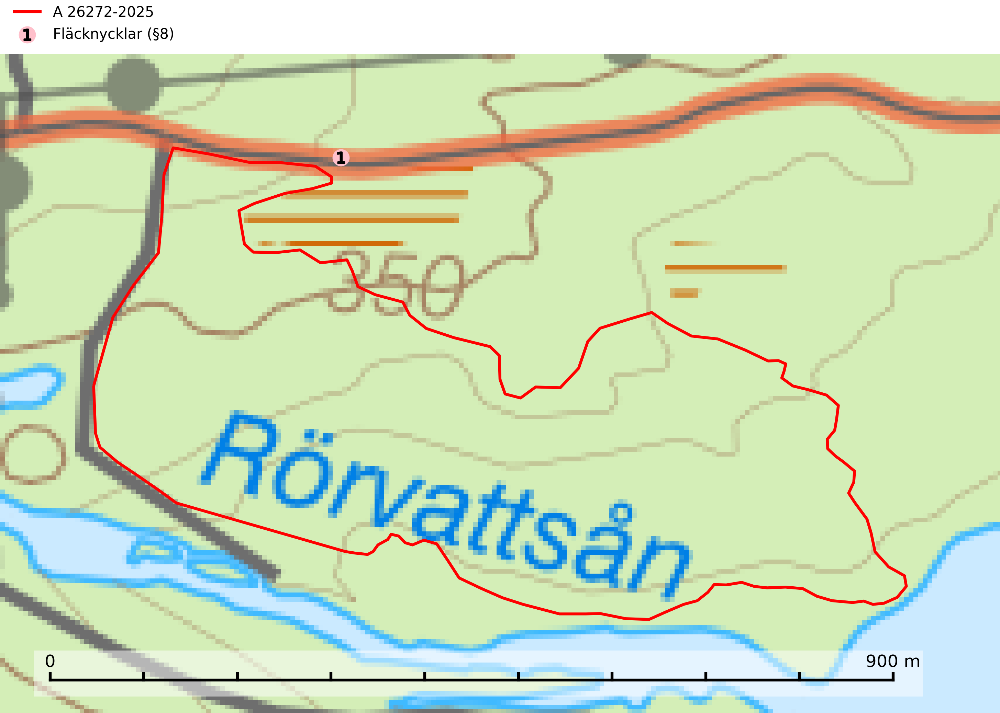 A 26272-2025
1 Fläcknycklar (§8)
1
350
Rörvattsån
0 900 m